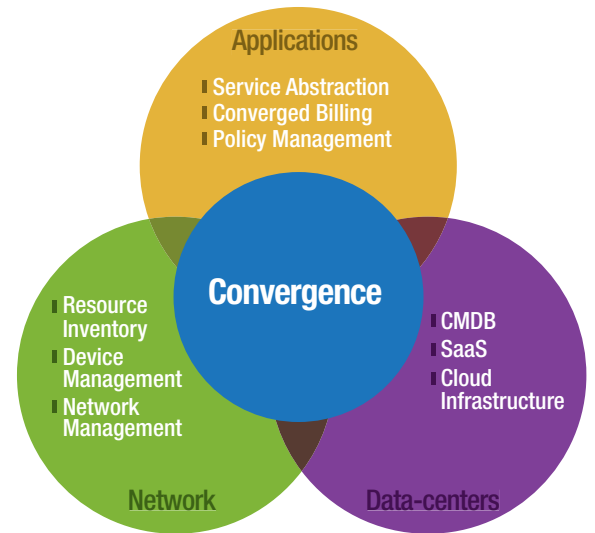 Applications
Service Abstraction
Converged Billing
Policy Management
Convergence
Resource
Inventory
Device
Management
Network
Management
CMDB
SaaS
Cloud
Infrastructure
Network
Data-centers